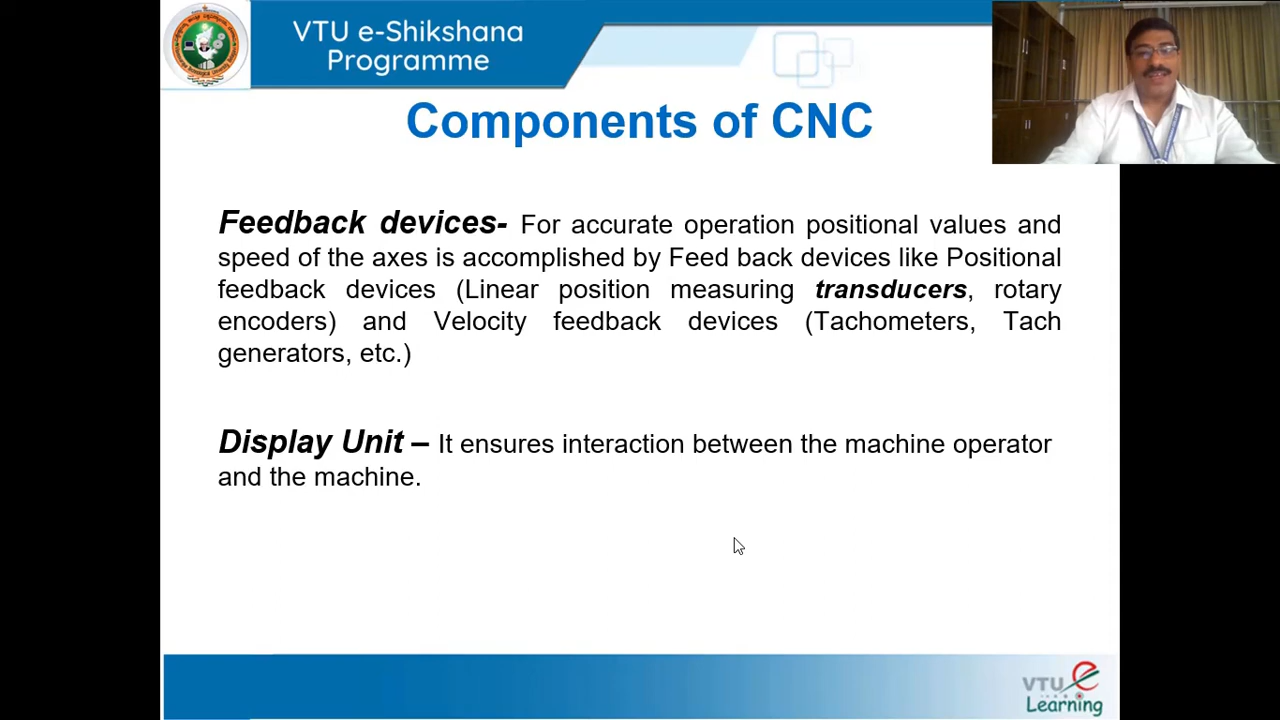 VTU e-Shikshana
Programme
Components of CNC
Feedback devices- For accurate operation positional values and
speed of the axes is accomplished by Feed back devices like Positional
feedback devices (Linear position measuring transducers, rotary
encoders) and Velocity feedback devices (Tachometers, Tach
generators, etc.)
Display Unit – It ensures interaction between the machine operator
and the machine.
VTU e
Learning